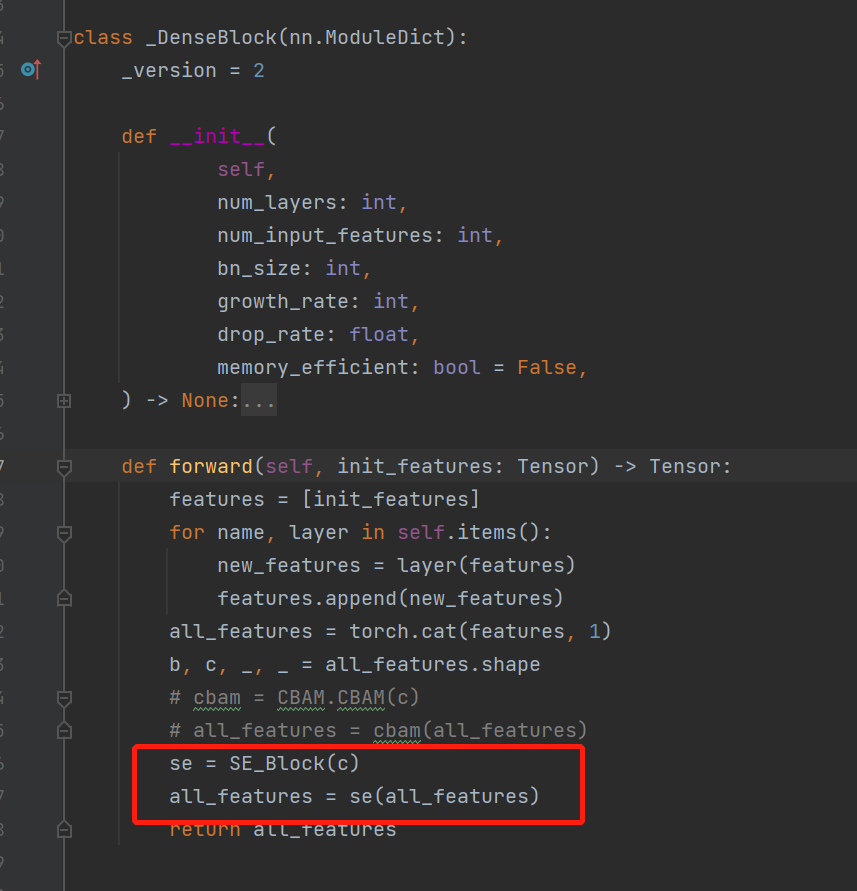 class _DenseBlock(nn.ModuleDict):
    _version = 2
    def __init__(
            self,
            num_layers: int,
            num_input_features: int,
            bn_size: int,
            growth_rate: int,
            drop_rate: float,
            memory_efficient: bool = False,
    ) -> None:...
    def forward(self, init_features: Tensor) -> Tensor:
        features = [init_features]
        for name, layer in self.items():
            new_features = layer(features)
            features.append(new_features)
        all_features = torch.cat(features, 1)
        b, c, _, _ = all_features.shape
        # cbam = CBAM.CBAM(c)
        # all_features = cbam(all_features)
        se = SE_Block(c)
        all_features = se(all_features)
        return all_features